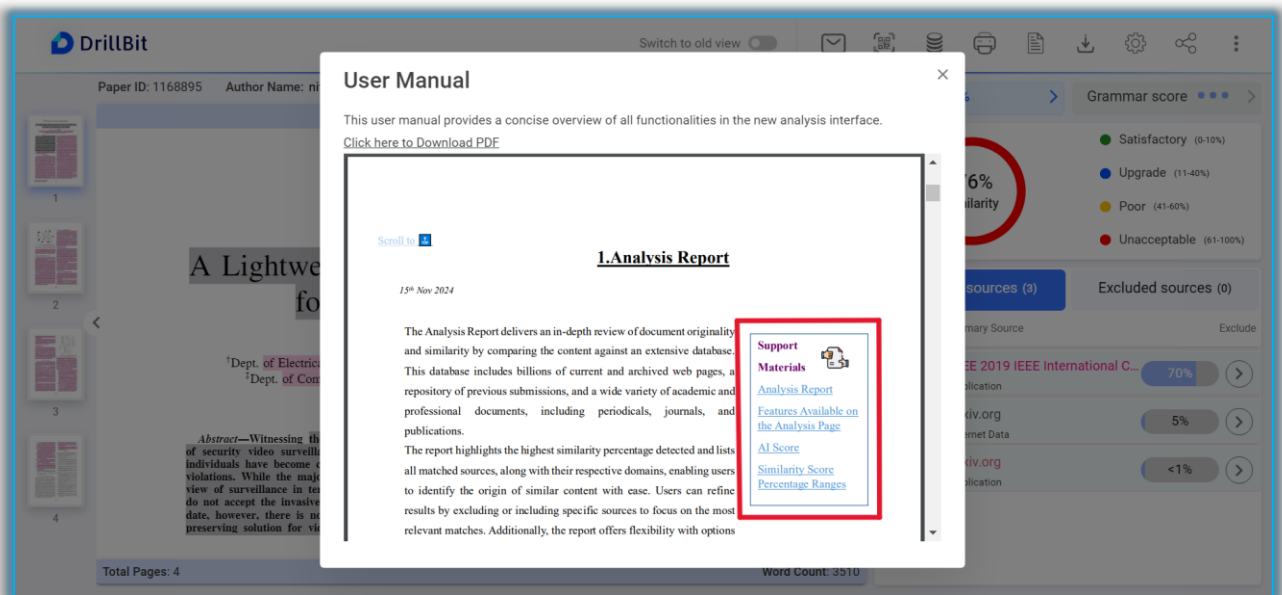 DrillBit
Switch to old view
Paper ID: 1168895 Author Name: ni
Grammar score
User Manual
This user manual provides a concise overview of all functionalities in the new analysis interface.
Click here to Download PDF
Scroll to
1.Analysis Report
15th Nov 2024
The Analysis Report delivers an in-depth review of document originality
and similarity by comparing the content against an extensive database.
This database includes billions of current and archived web pages, a
repository of previous submissions, and a wide variety of academic and
professional documents, including periodicals, journals, and
publications.
The report highlights the highest similarity percentage detected and lists
all matched sources, along with their respective domains, enabling users
to identify the origin of similar content with ease. Users can refine
results by excluding or including specific sources to focus on the most
relevant matches. Additionally, the report offers flexibility with options
Support
Materials
Analysis Report
Features Available on
the Analysis Page
AI Score
Similarity Score
Percentage Ranges
1
2
3
4
A Lightwe
fo
†Dept. of Electrica
‡Dept. of Com
Abstract—Witnessing th
of security video surveilla
individuals have become c
violations. While the majo
view of surveillance in ter
do not accept the invasive
date, however, there is no
preserving solution for vid
6%
ilarity
Satisfactory (0-10%)
Upgrade (11-40%)
Poor (41-60%)
Unacceptable (61-100%)
sources (3)
Excluded sources (0)
mary Source
Exclude
EE 2019 IEEE International C...
70%
olication
xiv.org
5%
ernet Data
xiv.org
<1%
olication
Total Pages: 4
Word Count: 3510